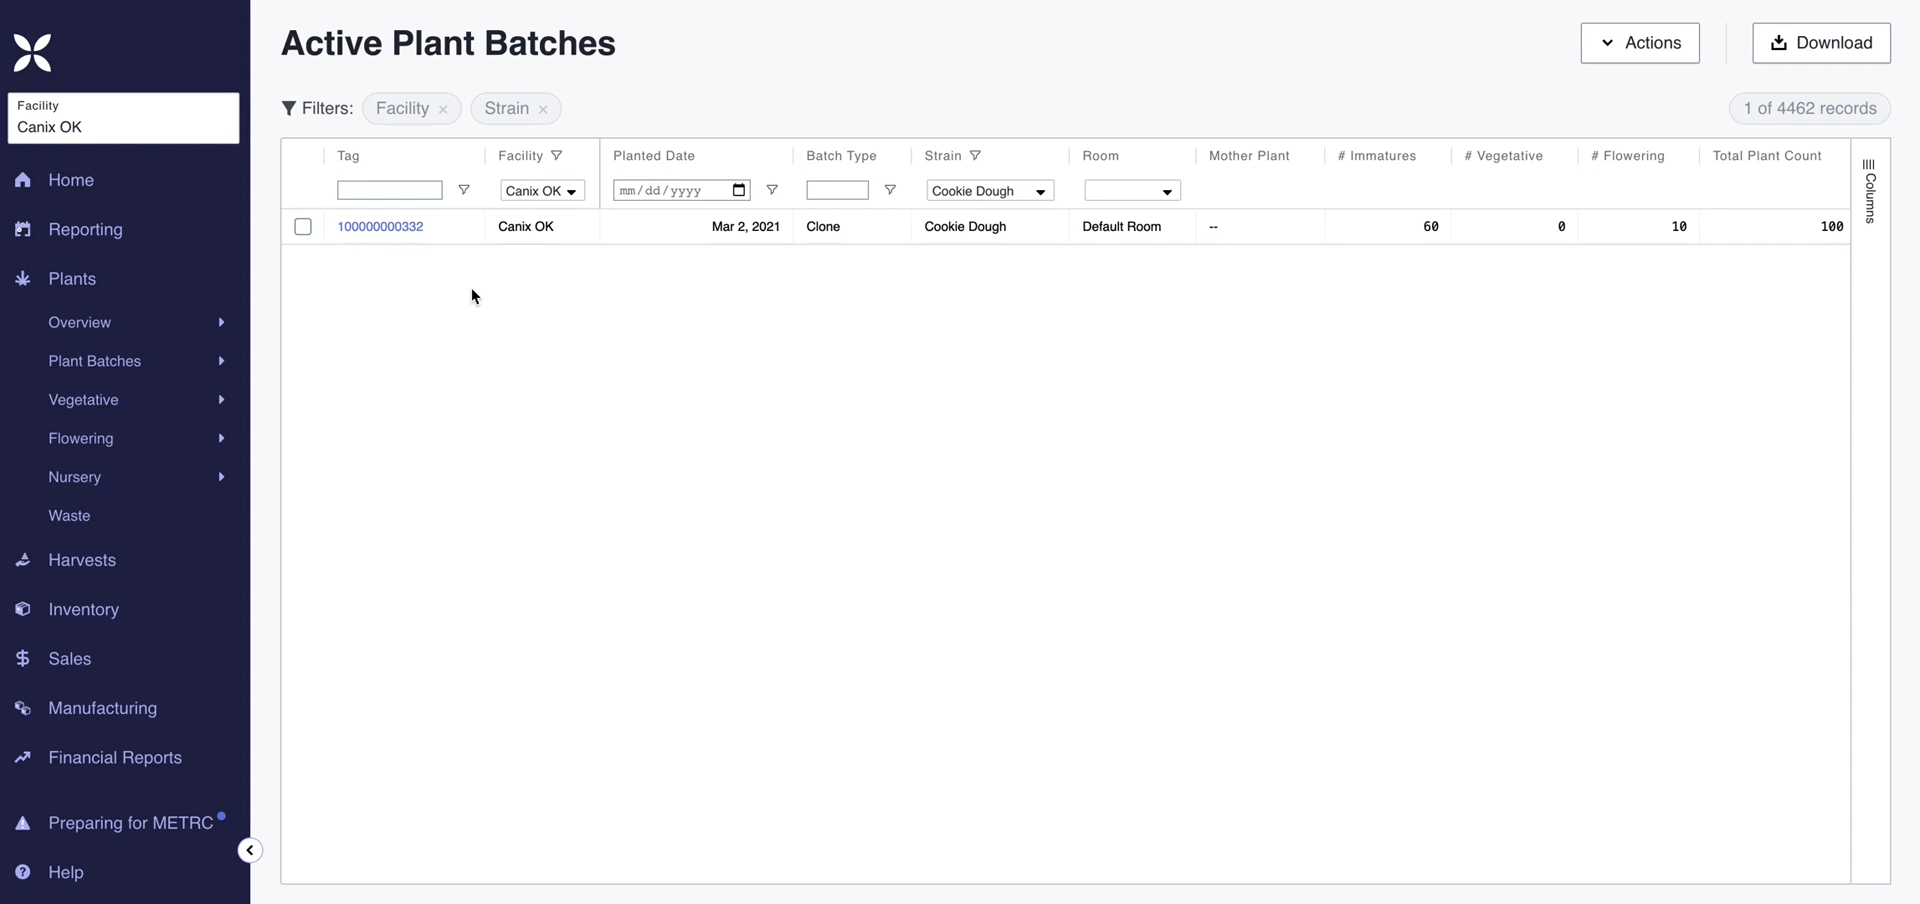 Active Plant Batches
Actions
Download
Facility
Canix OK
Filters:
Facility ×
Strain ×
1 of 4462 records
Home
Reporting
Plants
Overview
Plant Batches
Vegetative
Flowering
Nursery
Waste
Harvests
Inventory
Sales
Manufacturing
Financial Reports
Preparing for METRC
Help
Tag Facility Planted Date Batch Type Strain Room Mother Plant # Immatures # Vegetative # Flowering Total Plant Count
Canix OK mm/dd/yyyy Cookie Dough
100000000332 Canix OK Mar 2, 2021 Clone Cookie Dough Default Room -- 60 0 10 100
Columns